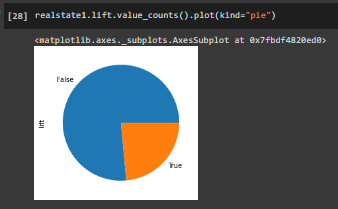 [28] realstate1.lift.value_counts().plot(kind="pie")
<matplotlib.axes._subplots.AxesSubplot at 0x7fbdf4820ed0>
False
lift
True